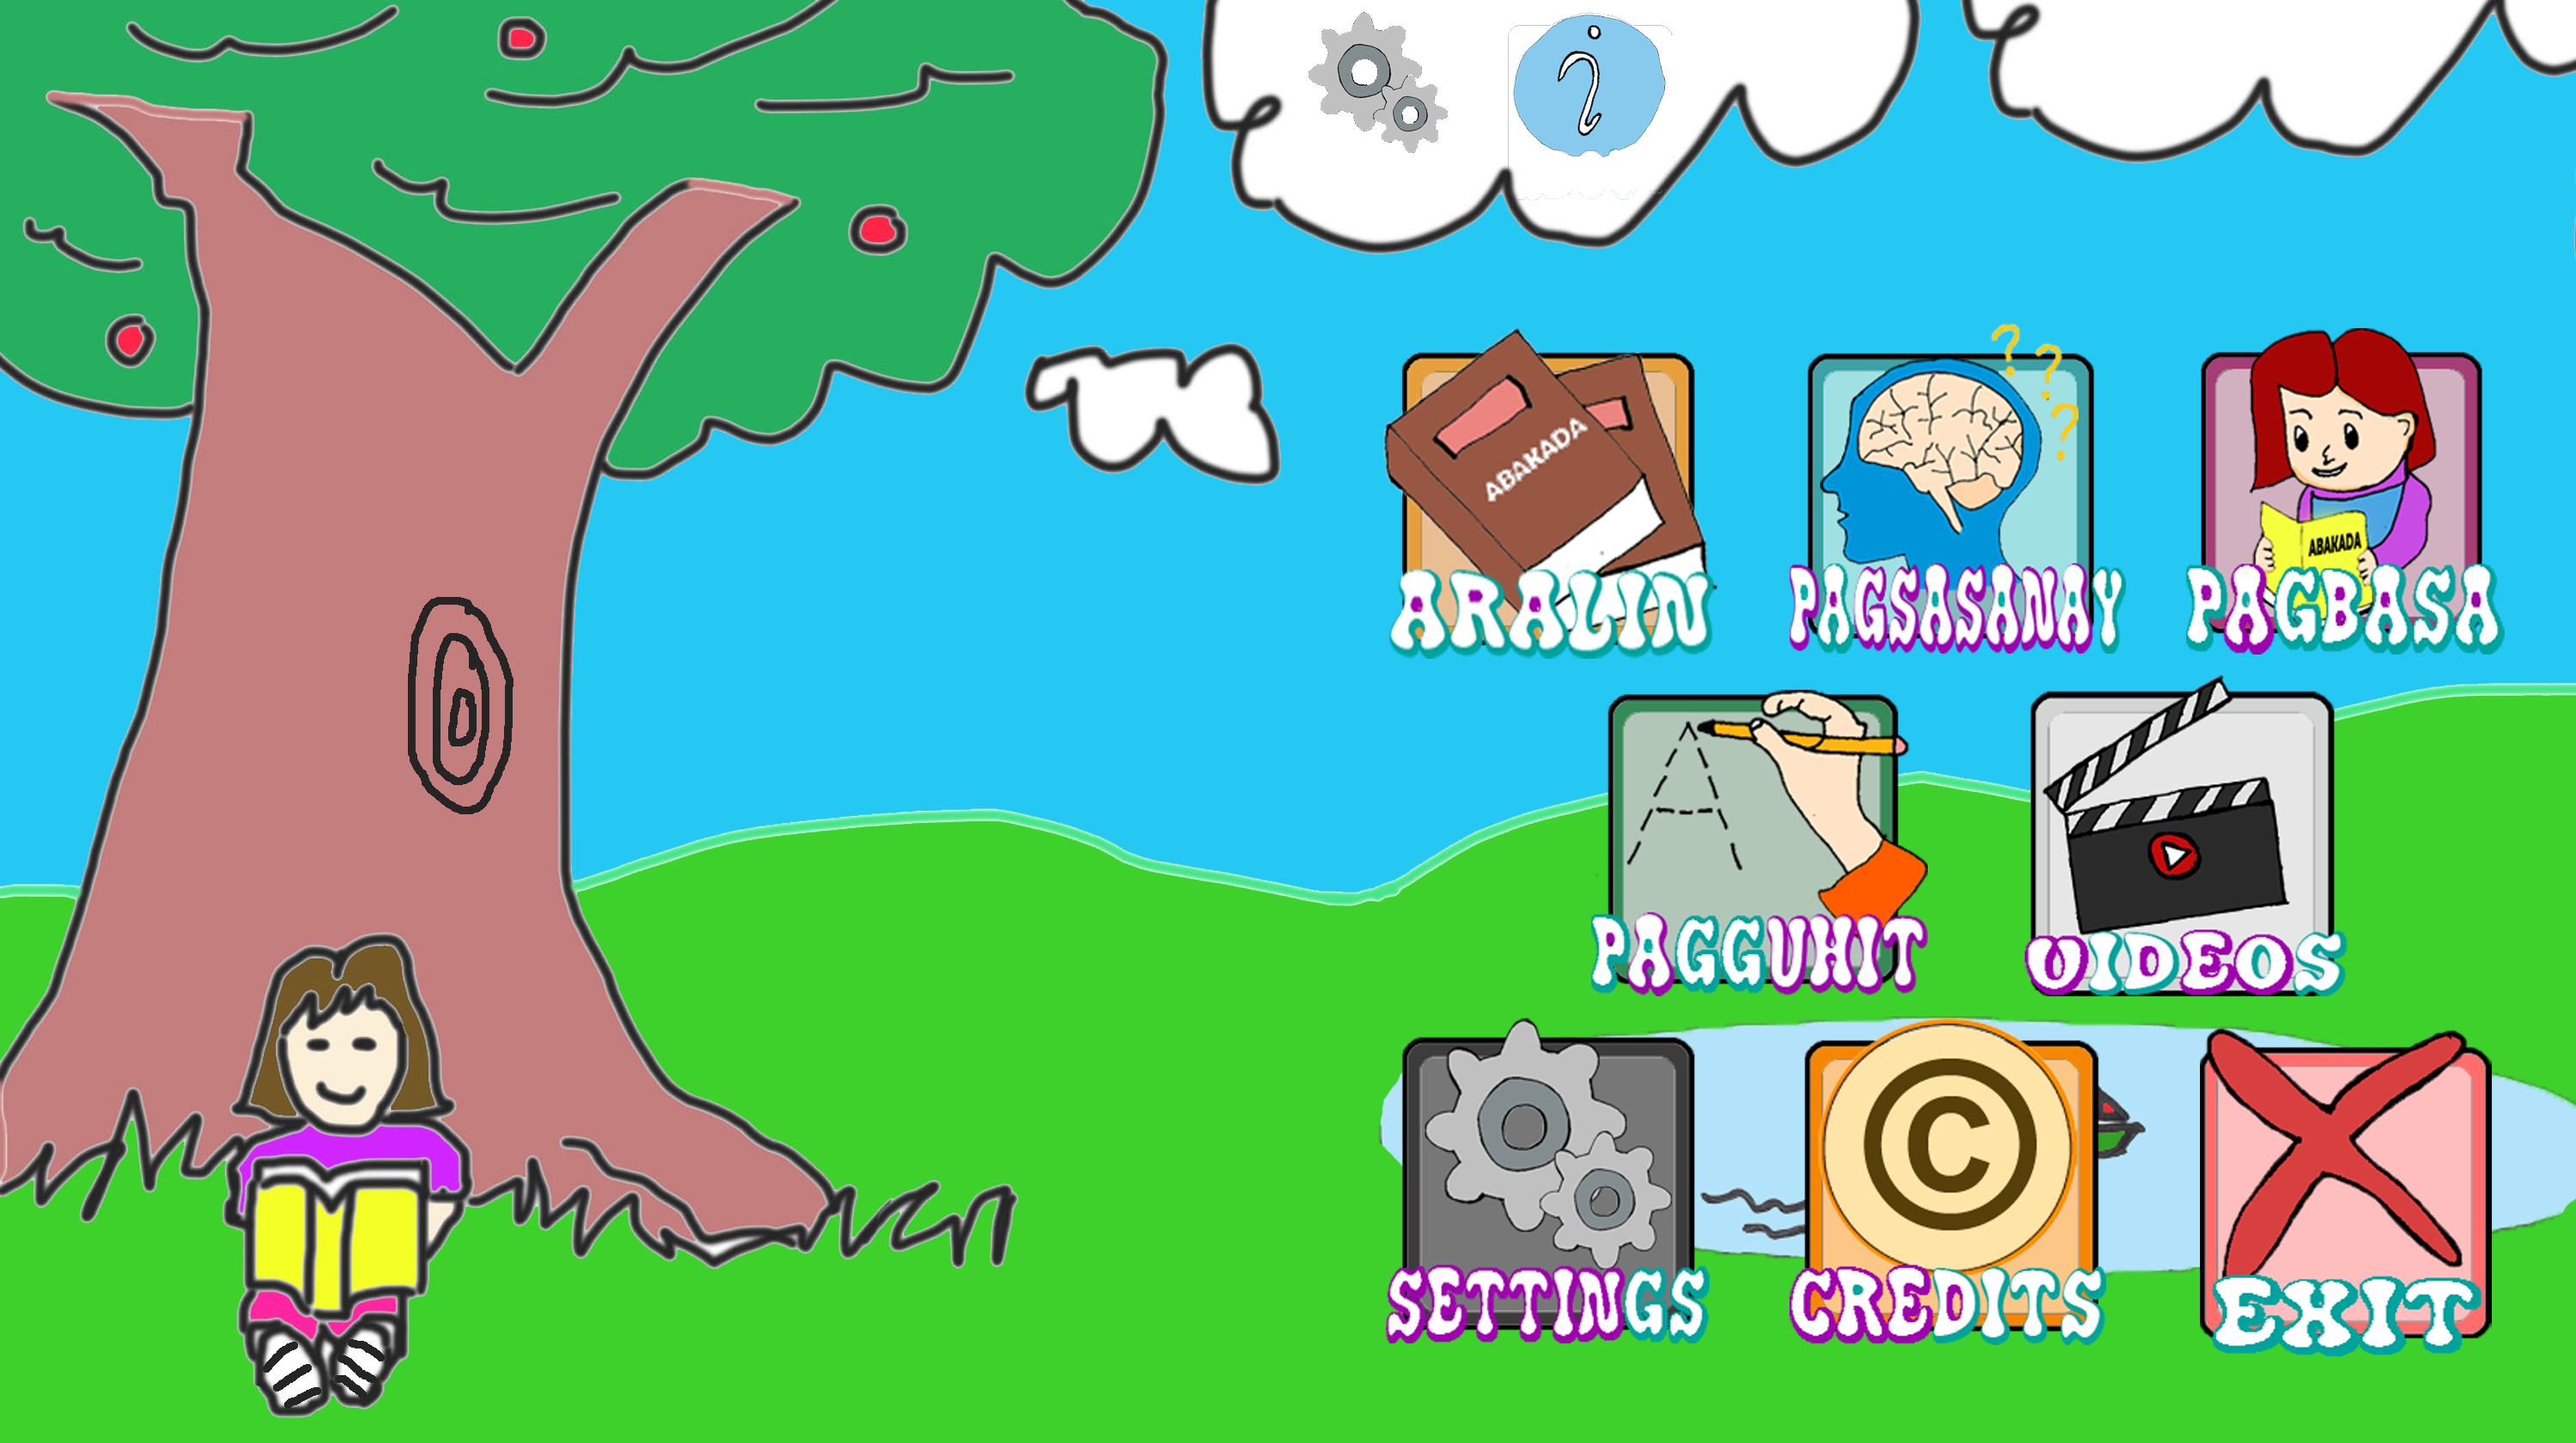 i
ABAKADA
? ? ?
ABAKADA
ARALIN
PAGSASANAY
PAGBASA
A
PAGGUHIT
VIDEOS
©
SETTINGS
CREDITS
EXIT